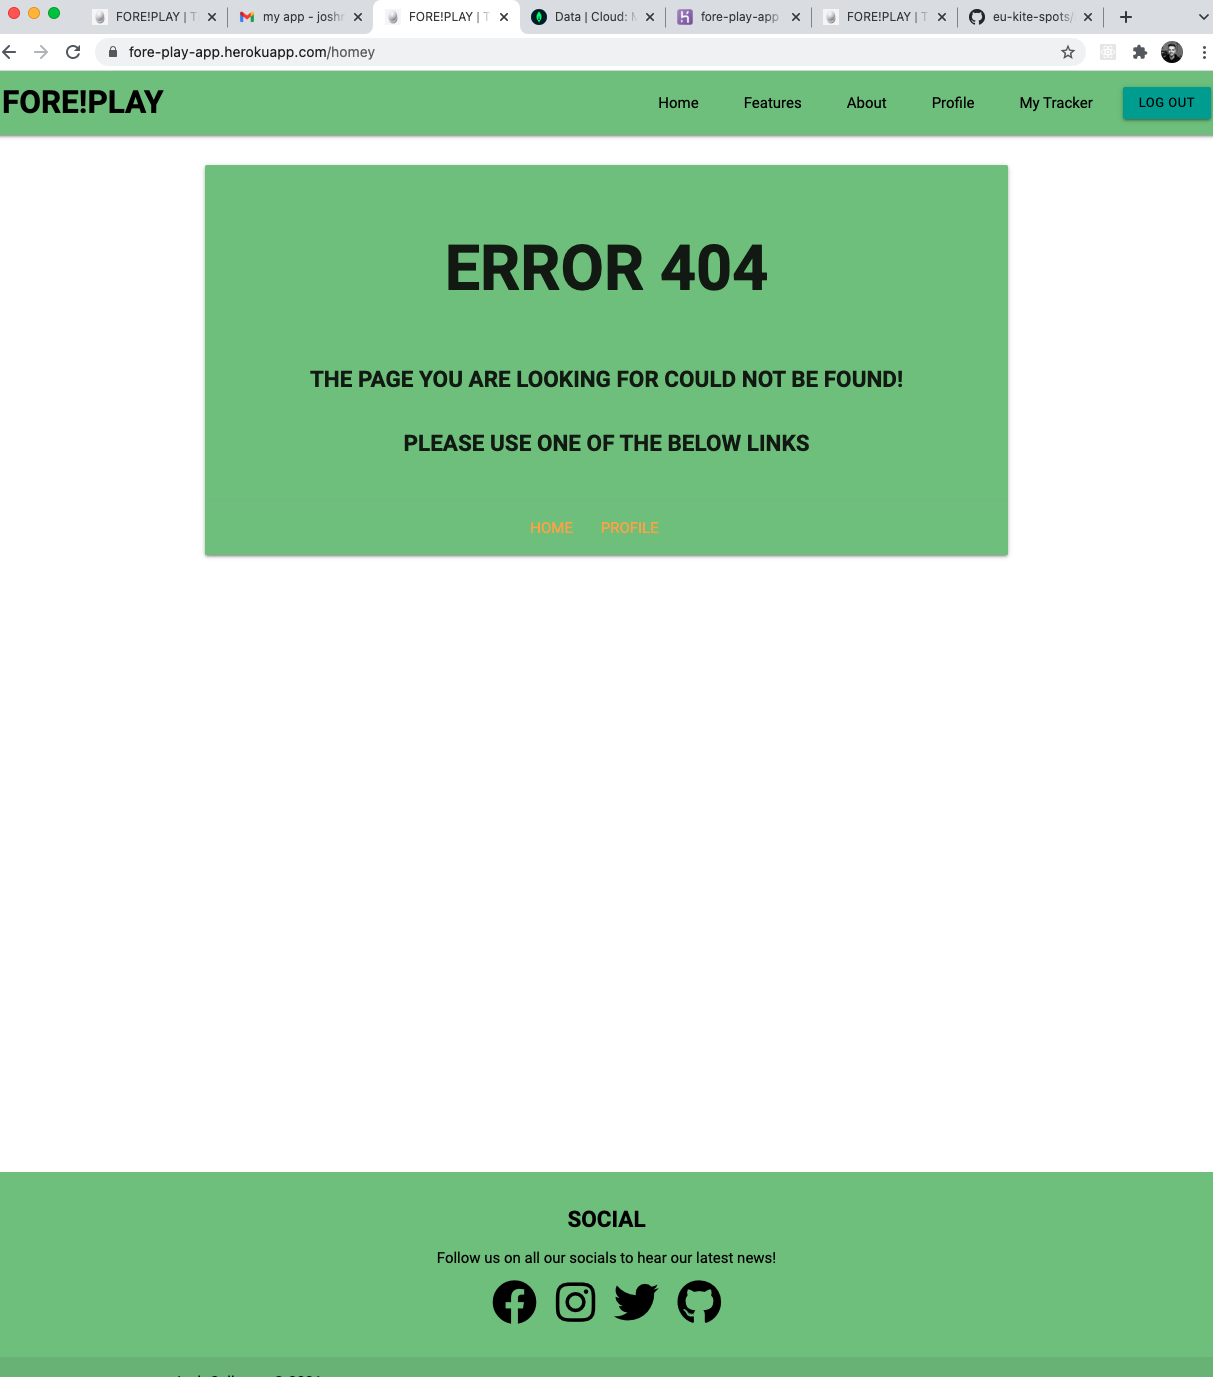 FORE!PLAY | T
my app - joshr
FORE!PLAY | T
Data | Cloud: M
fore-play-app
FORE!PLAY | T
eu-kite-spots/
fore-play-app.herokuapp.com/homey
FORE!PLAY
Home
Features
About
Profile
My Tracker
LOG OUT
ERROR 404
THE PAGE YOU ARE LOOKING FOR COULD NOT BE FOUND!
PLEASE USE ONE OF THE BELOW LINKS
HOME
PROFILE
SOCIAL
Follow us on all our socials to hear our latest news!